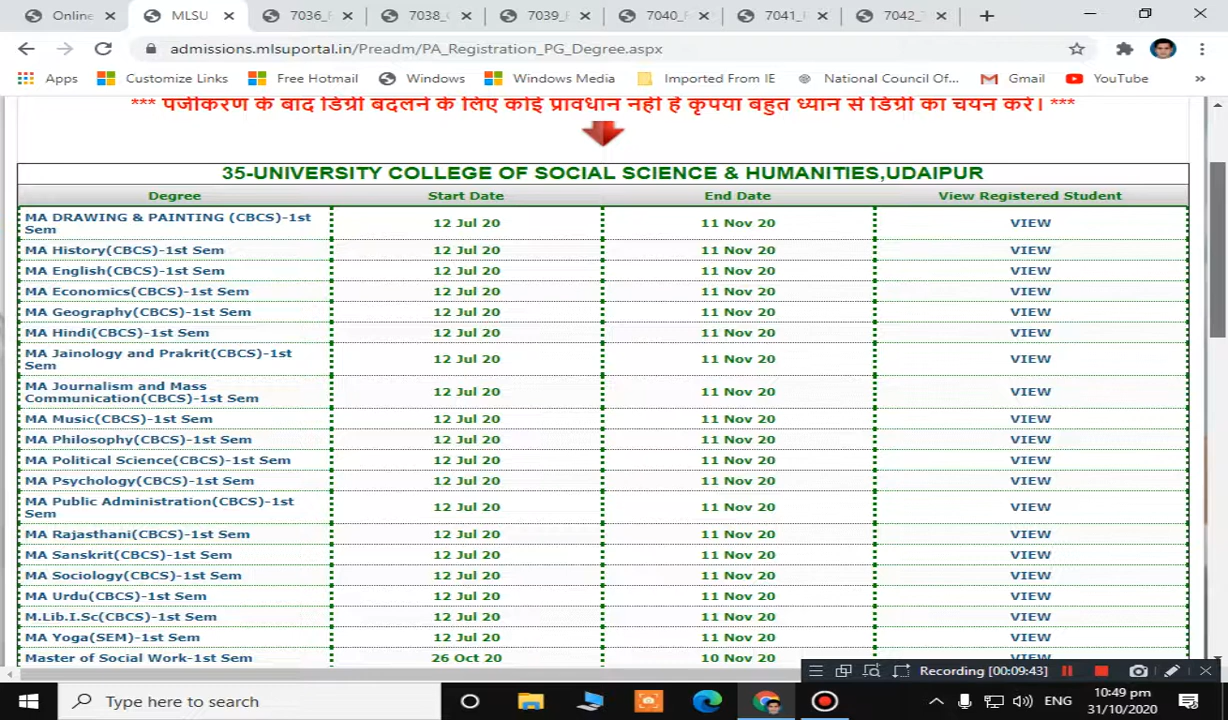 Online
MLSU
7036_F
7038_C
7039_F
7040_F
7041_F
7042_T
admissions.mlsuportal.in/Preadm/PA_Registration_PG_Degree.aspx
Apps
Customize Links
Free Hotmail
Windows
Windows Media
Imported From IE
National Council Of...
Gmail
YouTube
»
*** पंजीकरण के बाद डिग्री बदलने के लिए कोई प्रावधान नहीं है कृपया बहुत ध्यान से डिग्री का चयन करें। ***
35-UNIVERSITY COLLEGE OF SOCIAL SCIENCE & HUMANITIES,UDAIPUR
Degree Start Date End Date View Registered Student
MA DRAWING & PAINTING (CBCS)-1st
Sem
12 Jul 20 11 Nov 20 VIEW
MA History(CBCS)-1st Sem 12 Jul 20 11 Nov 20 VIEW
MA English(CBCS)-1st Sem 12 Jul 20 11 Nov 20 VIEW
MA Economics(CBCS)-1st Sem 12 Jul 20 11 Nov 20 VIEW
MA Geography(CBCS)-1st Sem 12 Jul 20 11 Nov 20 VIEW
MA Hindi(CBCS)-1st Sem 12 Jul 20 11 Nov 20 VIEW
MA Jainology and Prakrit(CBCS)-1st
Sem
12 Jul 20 11 Nov 20 VIEW
MA Journalism and Mass
Communication(CBCS)-1st Sem
12 Jul 20 11 Nov 20 VIEW
MA Music(CBCS)-1st Sem 12 Jul 20 11 Nov 20 VIEW
MA Philosophy(CBCS)-1st Sem 12 Jul 20 11 Nov 20 VIEW
MA Political Science(CBCS)-1st Sem 12 Jul 20 11 Nov 20 VIEW
MA Psychology(CBCS)-1st Sem 12 Jul 20 11 Nov 20 VIEW
MA Public Administration(CBCS)-1st
Sem
12 Jul 20 11 Nov 20 VIEW
MA Rajasthani(CBCS)-1st Sem 12 Jul 20 11 Nov 20 VIEW
MA Sanskrit(CBCS)-1st Sem 12 Jul 20 11 Nov 20 VIEW
MA Sociology(CBCS)-1st Sem 12 Jul 20 11 Nov 20 VIEW
MA Urdu(CBCS)-1st Sem 12 Jul 20 11 Nov 20 VIEW
M.Lib.I.Sc(CBCS)-1st Sem 12 Jul 20 11 Nov 20 VIEW
MA Yoga(SEM)-1st Sem 12 Jul 20 11 Nov 20 VIEW
Master of Social Work-1st Sem 26 Oct 20 10 Nov 20 VIEW
Recording [00:09:43]
Type here to search
ENG
10:49 pm
31/10/2020